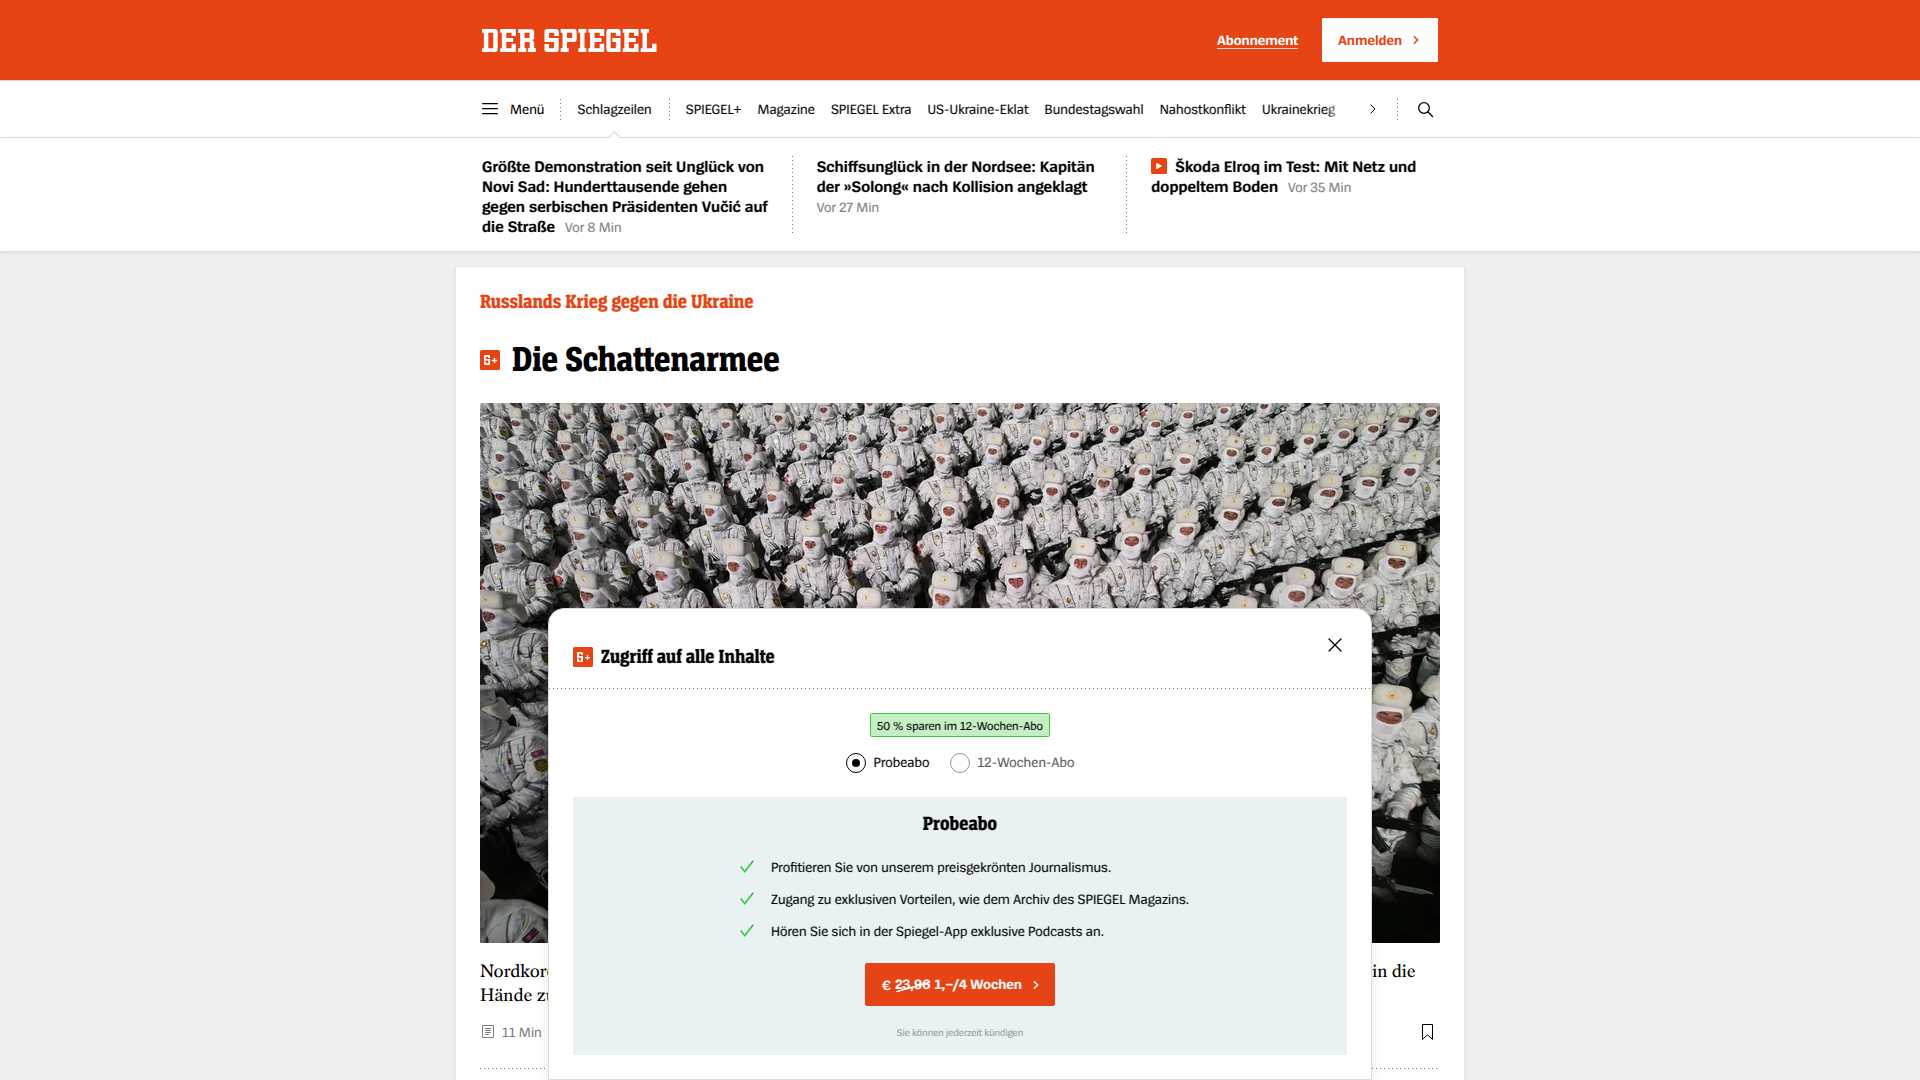 DER SPIEGEL
Abonnement
Anmelden
Menü
Schlagzeilen
SPIEGEL+
Magazine
SPIEGEL Extra
US-Ukraine-Eklat
Bundestagswahl
Nahostkonflikt
Ukrainekrieg
Größte Demonstration seit Unglück von
Novi Sad: Hunderttausende gehen
gegen serbischen Präsidenten Vučić auf
die Straße Vor 8 Min
Schiffsunglück in der Nordsee: Kapitän
der »Solong« nach Kollision angeklagt
Vor 27 Min
Škoda Elroq im Test: Mit Netz und
doppeltem Boden Vor 35 Min
Russlands Krieg gegen die Ukraine
S+ Die Schattenarmee
S+ Zugriff auf alle Inhalte
50 % sparen im 12-Wochen-Abo
Probeabo
12-Wochen-Abo
Probeabo
Profitieren Sie von unserem preisgekrönten Journalismus.
Zugang zu exklusiven Vorteilen, wie dem Archiv des SPIEGEL Magazins.
Hören Sie sich in der Spiegel-App exklusive Podcasts an.
€ 23,96 1,–/4 Wochen
Sie können jederzeit kündigen
in die
Hände
11 Min